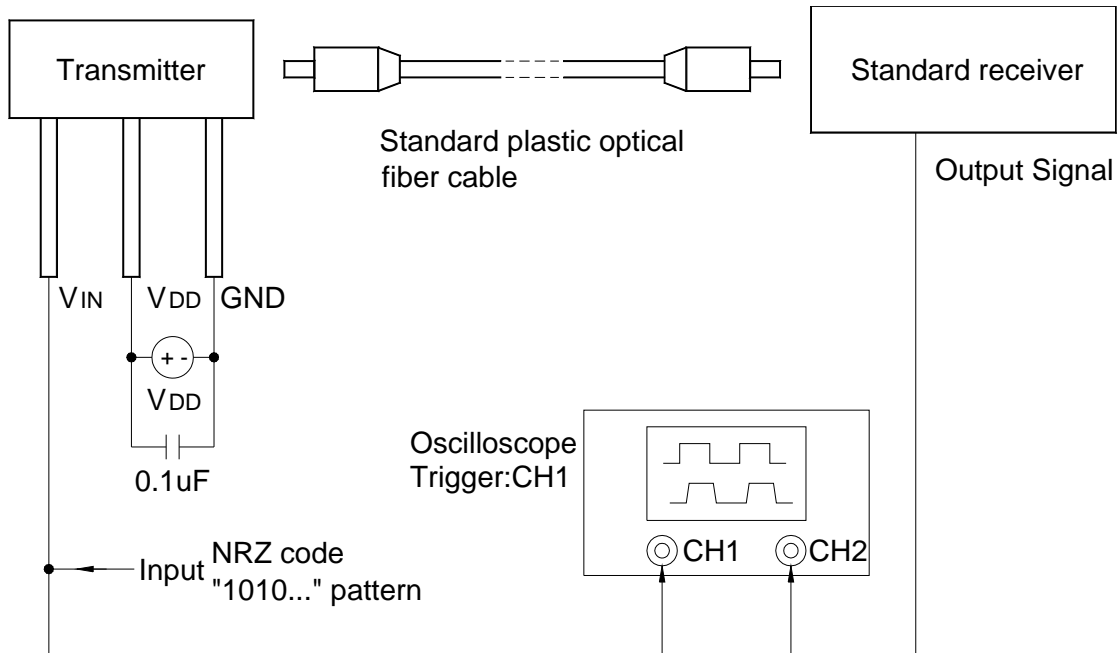 Transmitter
Standard receiver
Standard plastic optical
fiber cable
Output Signal
VIN
VDD
GND
+ -
VDD
0.1uF
Oscilloscope
Trigger:CH1
CH1
CH2
Input
NRZ code
"1010..." pattern